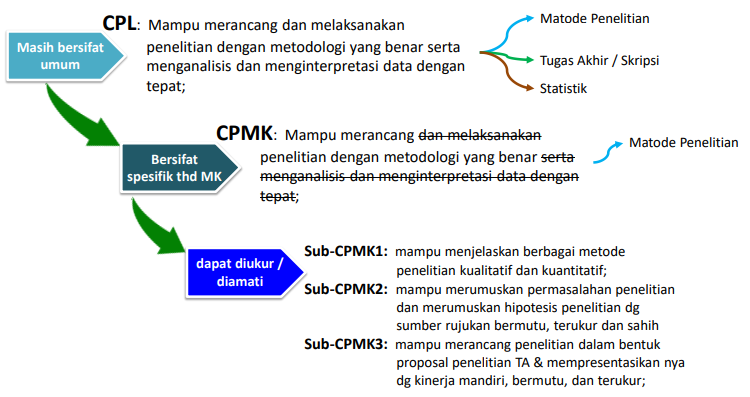 Masih bersifat
umum
CPL: Mampu merancang dan melaksanakan
penelitian dengan metodologi yang benar serta
menganalisis dan menginterpretasi data dengan
tepat;
Matode Penelitian
Tugas Akhir / Skripsi
Statistik
Bersifat
spesifik thd MK
CPMK: Mampu merancang dan melaksanakan
penelitian dengan metodologi yang benar serta
menganalisis dan menginterpretasi data dengan
tepat;
Matode Penelitian
dapat diukur /
diamati
Sub-CPMK1: mampu menjelaskan berbagai metode
penelitian kualitatif dan kuantitatif;
Sub-CPMK2: mampu merumuskan permasalahan penelitian
dan merumuskan hipotesis penelitian dg
sumber rujukan bermutu, terukur dan sahih
Sub-CPMK3: mampu merancang penelitian dalam bentuk
proposal penelitian TA & mempresentasikan nya
dg kinerja mandiri, bermutu, dan terukur;